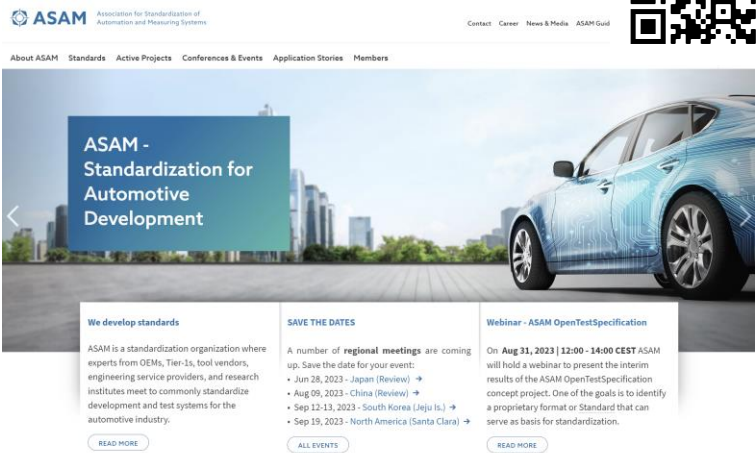 ASAM
Association for Standardization of
Automation and Measuring Systems
Contact Career News & Media ASAM Guid
About ASAM Standards Active Projects Conferences & Events Application Stories Members
ASAM -
Standardization for
Automotive
Development
We develop standards
ASAM is a standardization organization where
experts from OEMs, Tier-1s, tool vendors,
engineering service providers, and research
institutes meet to commonly standardize
development and test systems for the
automotive industry.
READ MORE
SAVE THE DATES
A number of regional meetings are coming
up. Save the date for your event:
• Jun 28, 2023 - Japan (Review) →
• Aug 09, 2023 - China (Review) →
• Sep 12-13, 2023 - South Korea (Jeju Is.) →
• Sep 19, 2023 - North America (Santa Clara) →
ALL EVENTS
Webinar - ASAM OpenTestSpecification
On Aug 31, 2023 | 12:00 - 14:00 CEST ASAM
will hold a webinar to present the interim
results of the ASAM OpenTestSpecification
concept project. One of the goals is to identify
a proprietary format or Standard that can
serve as basis for standardization.
READ MORE